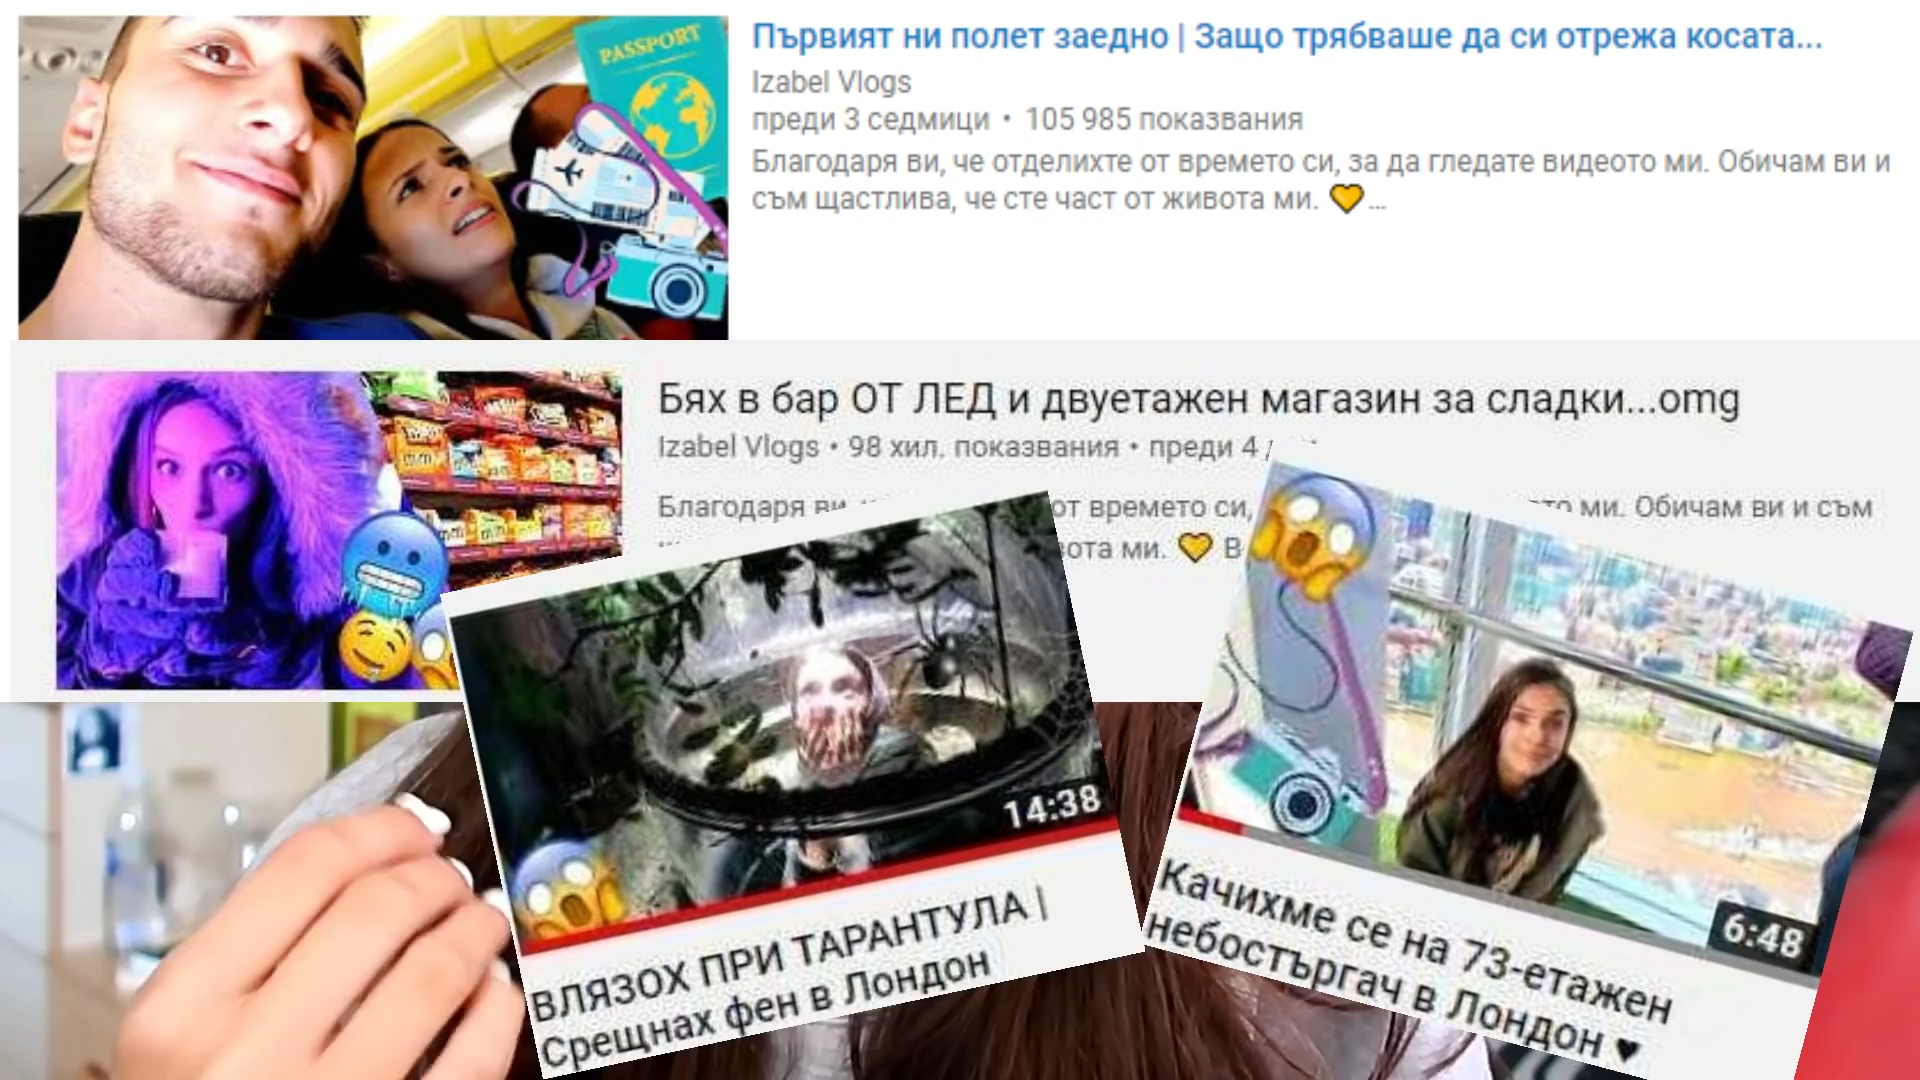 PASSPORT
Първият ни полет заедно | Защо трябваше да си отрежа косата...
Izabel Vlogs
преди 3 седмици • 105 985 показвания
Благодаря ви, че отделихте от времето си, за да гледате видеото ми. Обичам ви и
съм щастлива, че сте част от живота ми. 💛...
Бях в бар ОТ ЛЕД и двуетажен магазин за сладки...omg
Izabel Vlogs • 98 хил. показвания • преди 4
Благодаря ви от времето си, ми. Обичам ви и съм
ми. 💛
14:38
ВЛЯЗОХ ПРИ ТАРАНТУЛА |
Срещнах фен в Лондон
6:48
Качихме се на 73-етажен
небостъргач в Лондон ♥